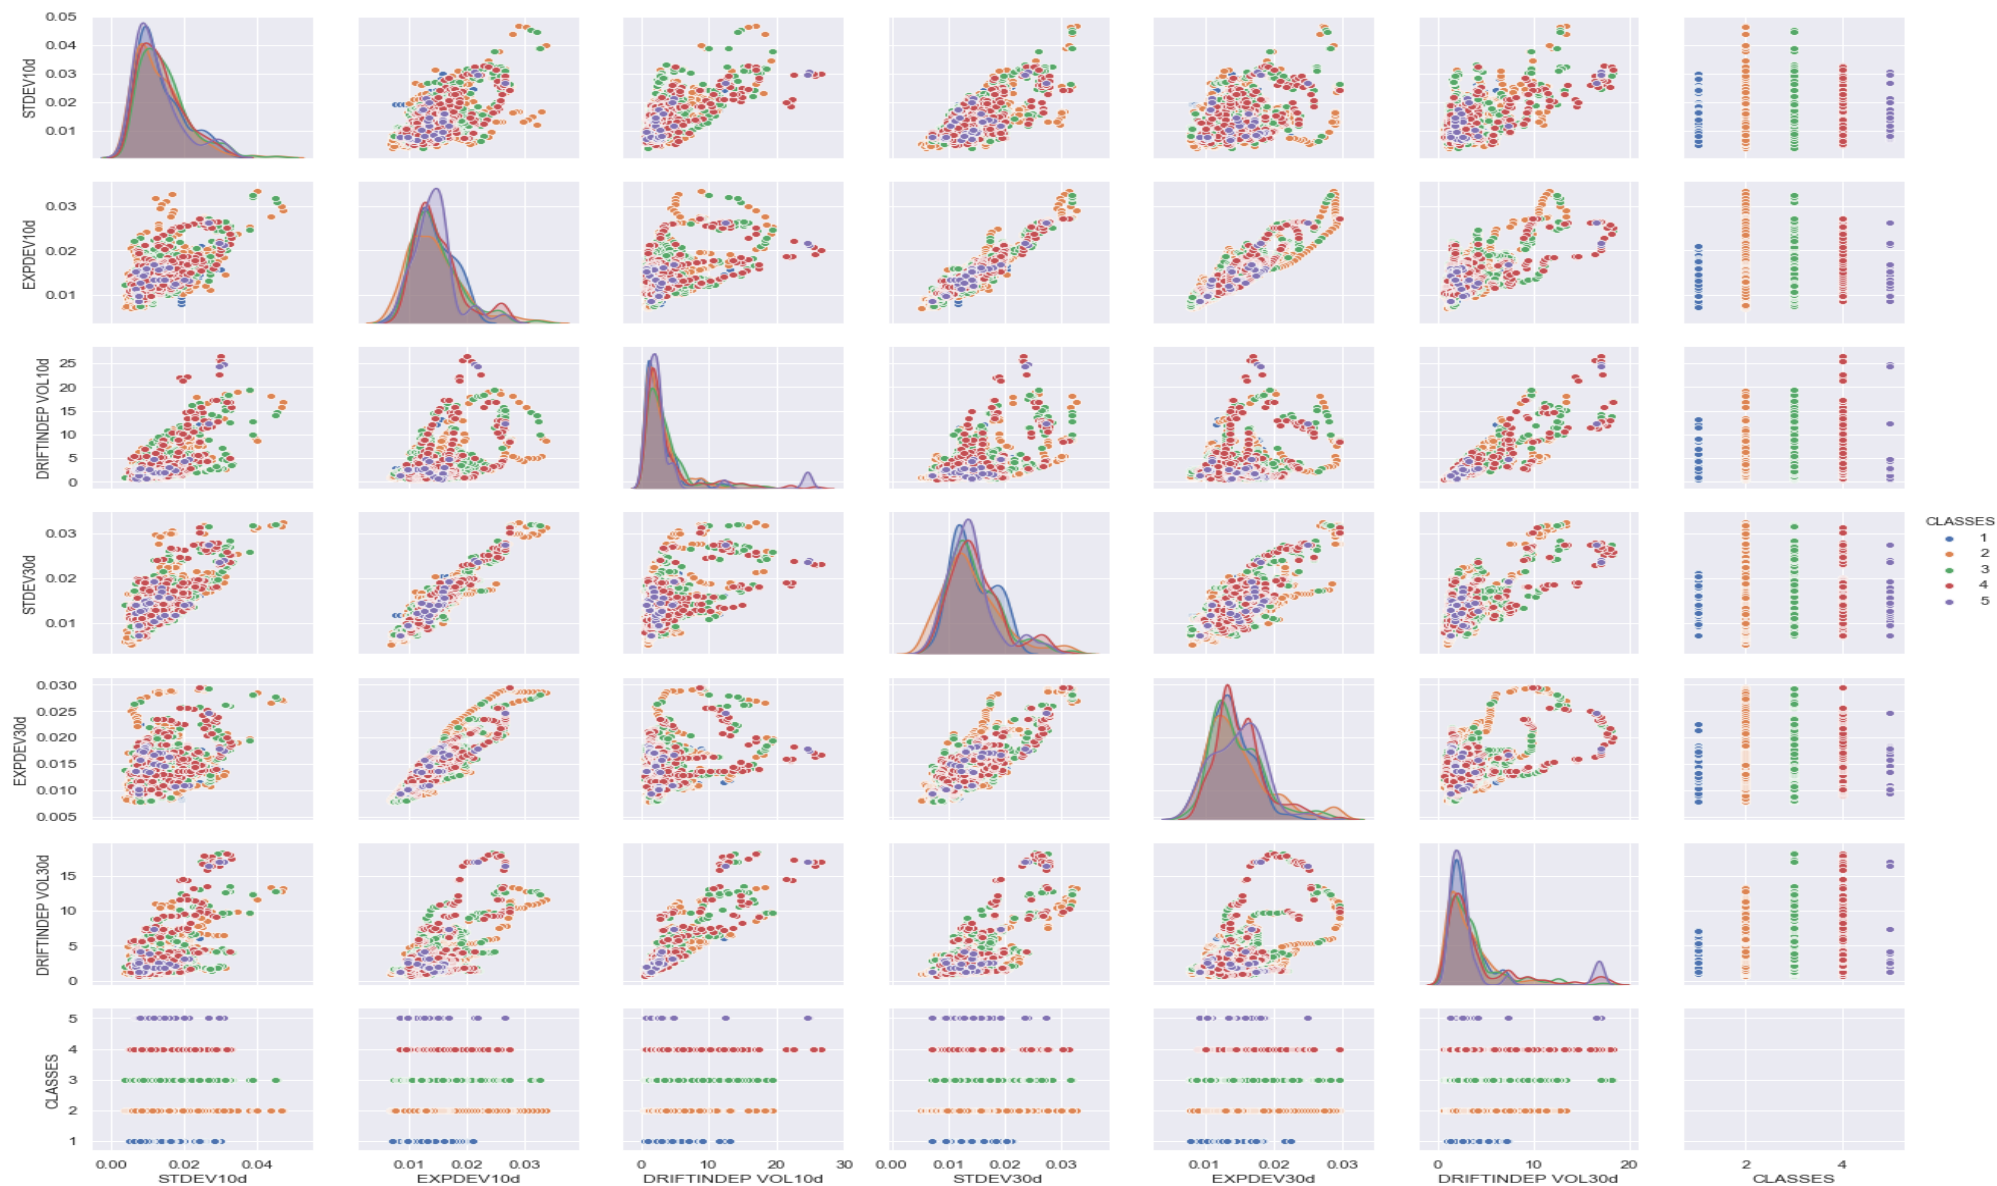 0.05
0.04
0.03
0.02
0.01
STDEV10d
0.03
0.02
0.01
EXPDEV10d
25
20
15
10
5
0
DRIFTINDEP VOL10d
0.03
0.02
0.01
STDEV30d
CLASSES
1
2
3
4
5
0.030
0.025
0.020
0.015
0.010
0.005
EXPDEV30d
15
10
5
0
DRIFTINDEP VOL30d
5
4
3
2
1
CLASSES
0.00 0.02 0.04
0.01 0.02 0.03
0 10 20 30
0.00 0.01 0.02 0.03
0.01 0.02 0.03
0 10 20
2 4
STDEV10d
EXPDEV10d
DRIFTINDEP VOL10d
STDEV30d
EXPDEV30d
DRIFTINDEP VOL30d
CLASSES